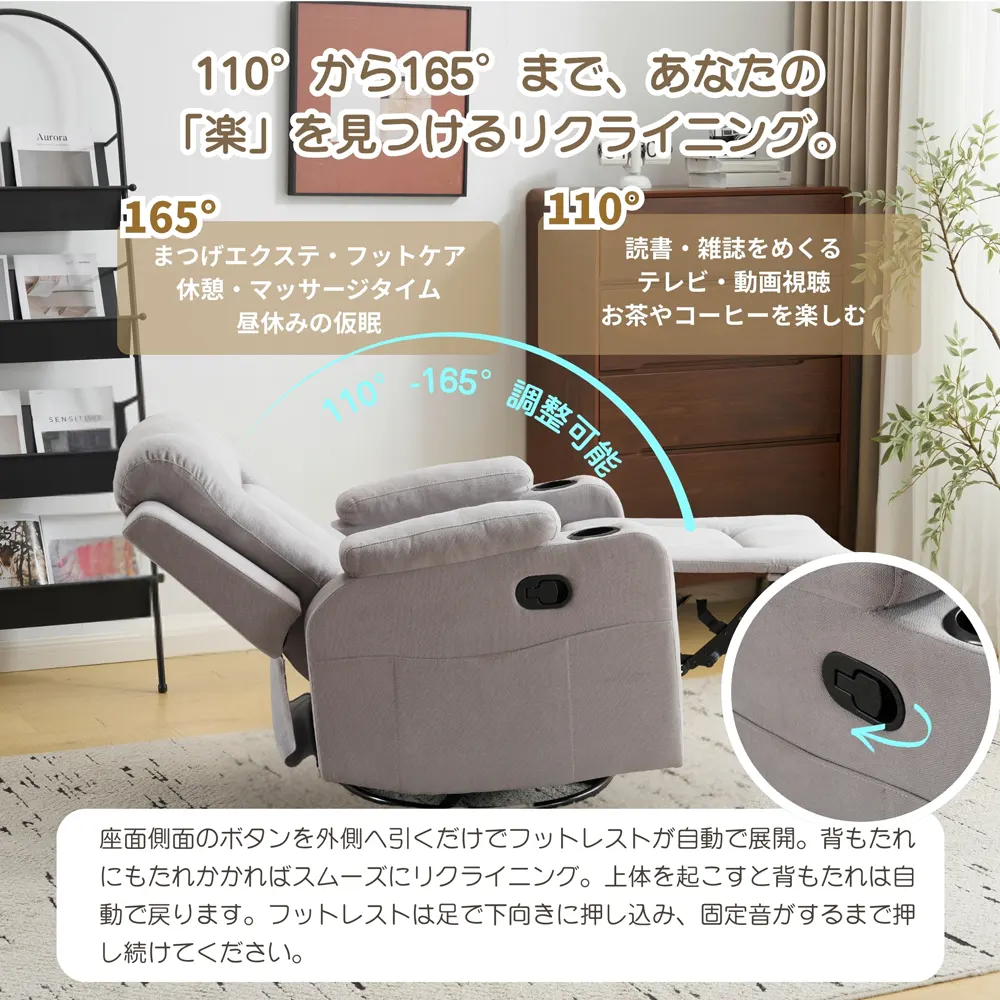 110°から165°まで、あなたの
「楽」を見つけるリクライニング。
Aurora
165°
まつげエクステ・フットケア
休憩・マッサージタイム
昼休みの仮眠
110°
読書・雑誌をめくる
テレビ・動画視聴
お茶やコーヒーを楽しむ
110° -165° 調整可能
SENSITIVE
座面側面のボタンを外側へ引くだけでフットレストが自動で展開。背もたれ
にもたれかかればスムーズにリクライニング。上体を起こすと背もたれは自
動で戻ります。フットレストは足で下向きに押し込み、固定音がするまで押
し続けてください。